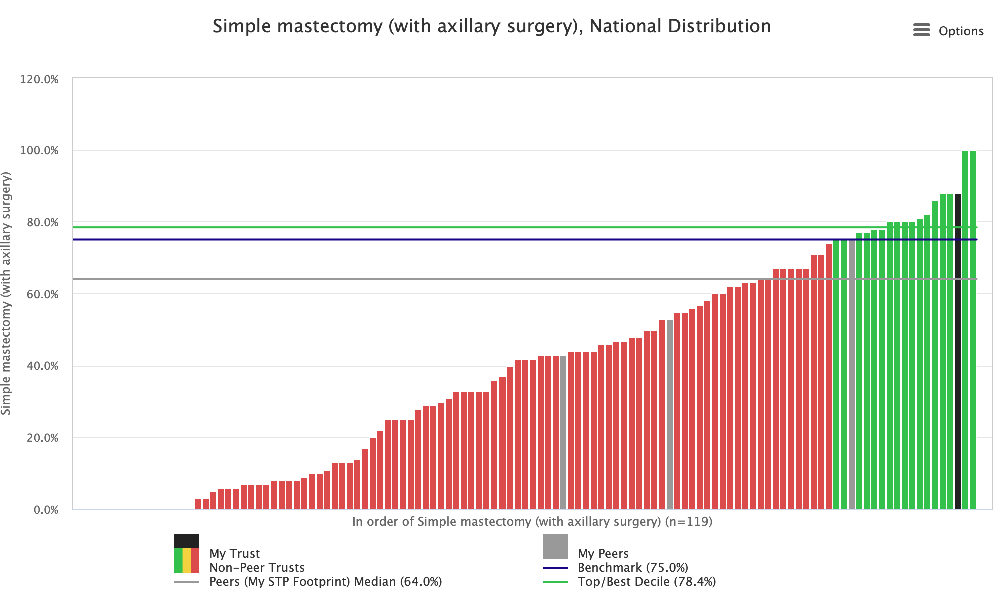 Simple mastectomy (with axillary surgery), National Distribution
Options
Simple mastectomy (with axillary surgery)
120.0%
100.0%
80.0%
60.0%
40.0%
20.0%
0.0%
In order of Simple mastectomy (with axillary surgery) (n=119)
My Trust
Non-Peer Trusts
Peers (My STP Footprint) Median (64.0%)
My Peers
Benchmark (75.0%)
Top/Best Decile (78.4%)